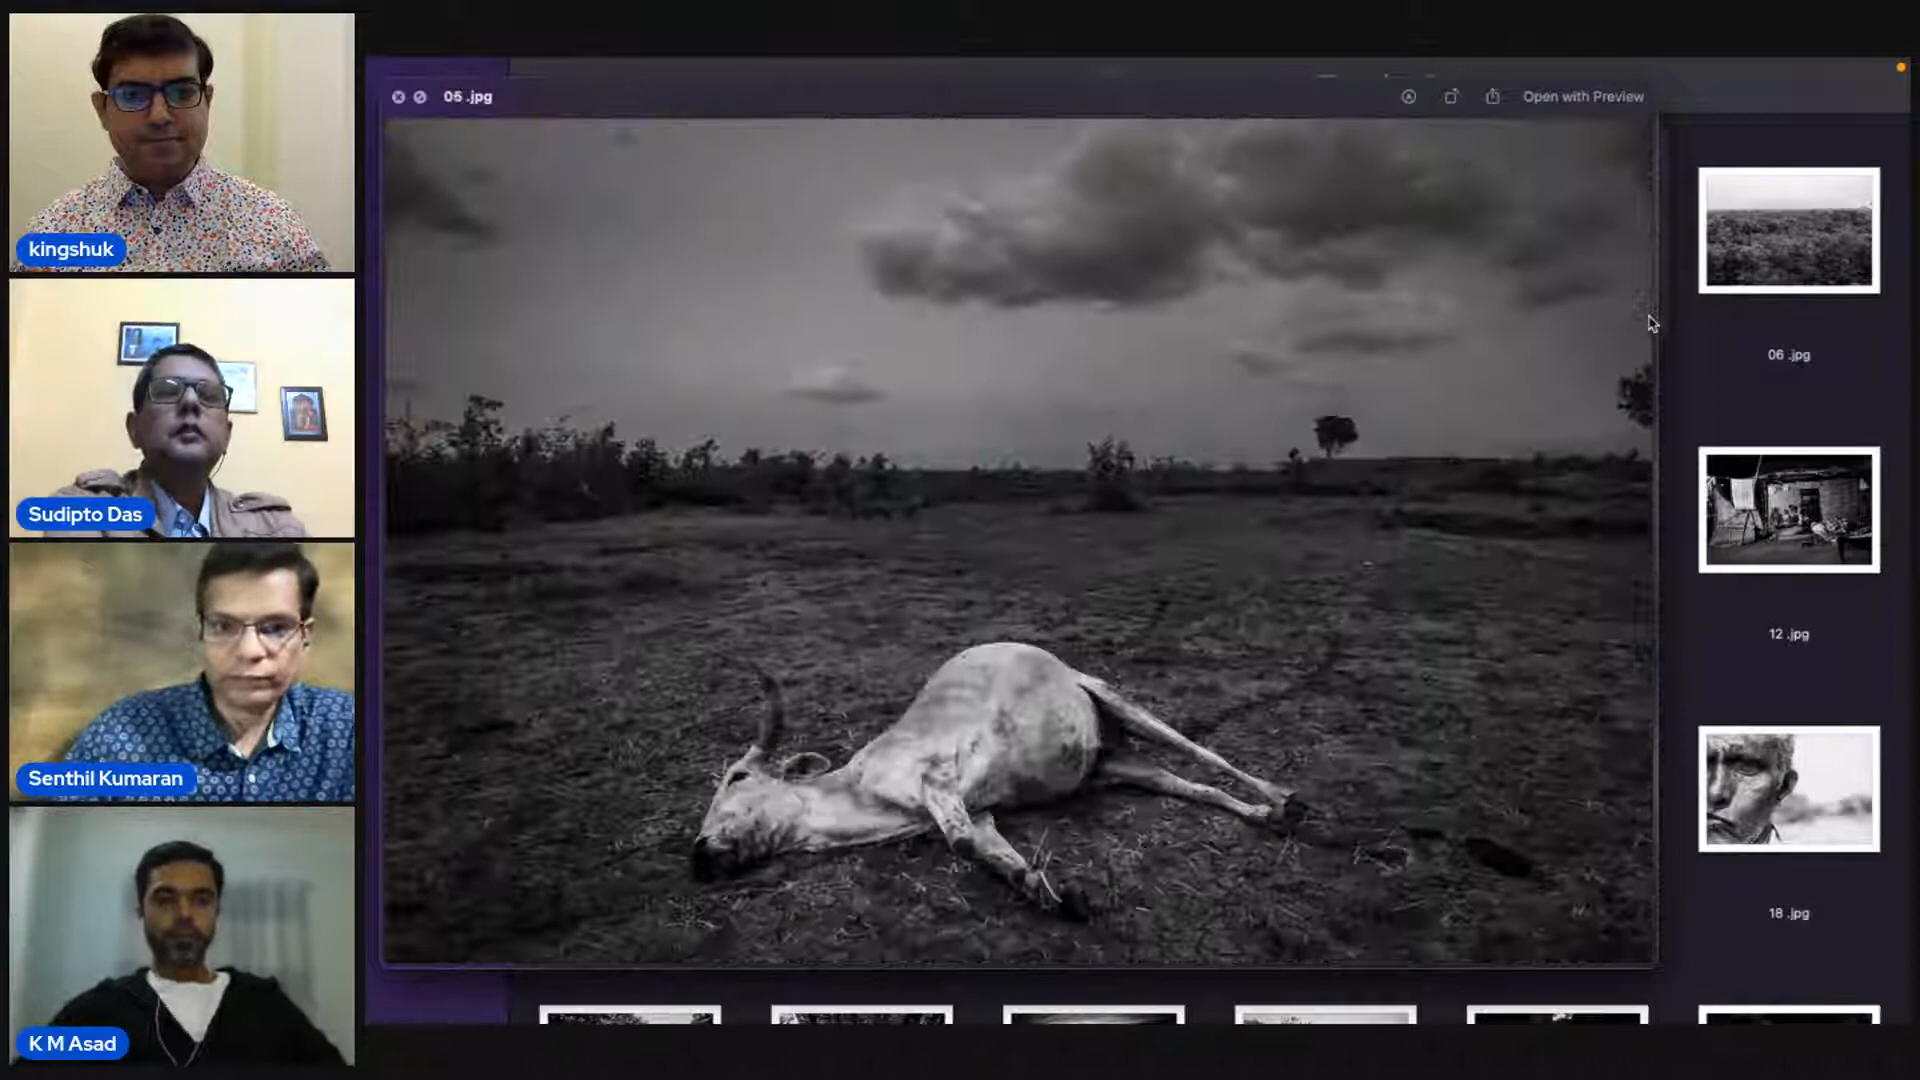 kingshuk
Sudipto Das
Senthil Kumaran
K M Asad
05 .jpg
Open with Preview
06 .jpg
12 .jpg
18 .jpg